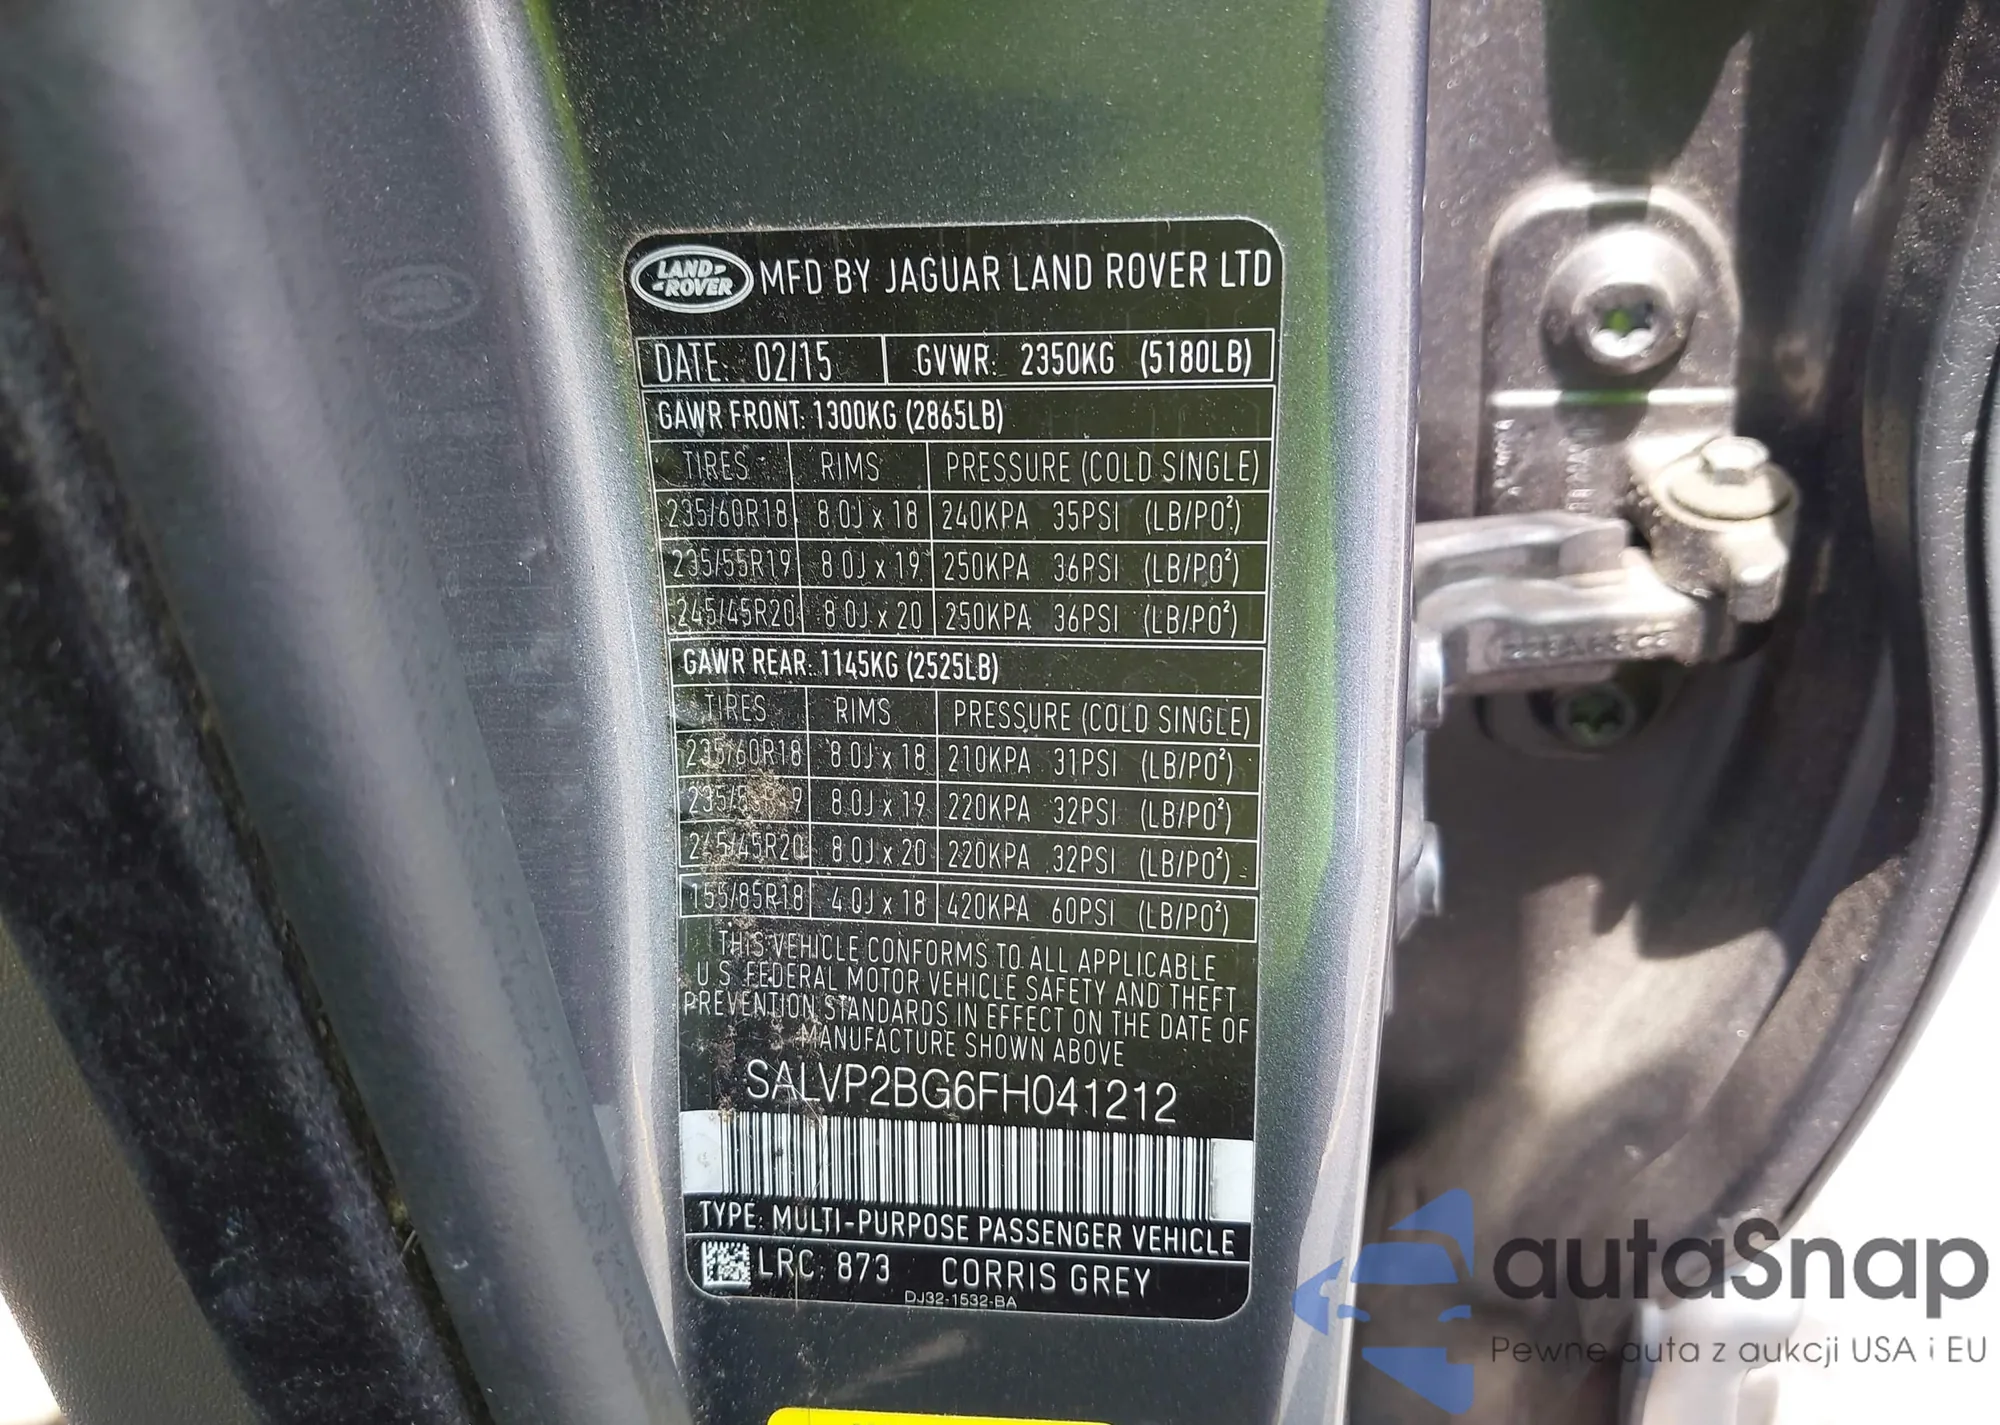 LAND ROVER MFD BY JAGUAR LAND ROVER LTD
DATE: 02/15 GVWR: 2350KG (5180LB)
GAWR FRONT: 1300KG (2865LB)
TIRES RIMS PRESSURE (COLD SINGLE)
235/60R18 8.0J x 18 240KPA 35PSI (LB/PO²)
235/55R19 8.0J x 19 250KPA 36PSI (LB/PO²)
245/45R20 8.0J x 20 250KPA 36PSI (LB/PO²)
GAWR REAR: 1145KG (2525LB)
TIRES RIMS PRESSURE (COLD SINGLE)
235/60R18 8.0J x 18 210KPA 31PSI (LB/PO²)
235/55R19 8.0J x 19 220KPA 32PSI (LB/PO²)
245/45R20 8.0J x 20 220KPA 32PSI (LB/PO²)
155/85R18 4.0J x 18 420KPA 60PSI (LB/PO²)
THIS VEHICLE CONFORMS TO ALL APPLICABLE
U.S. FEDERAL MOTOR VEHICLE SAFETY AND THEFT
PREVENTION STANDARDS IN EFFECT ON THE DATE OF
MANUFACTURE SHOWN ABOVE
SALVP2BG6FH041212
TYPE: MULTI-PURPOSE PASSENGER VEHICLE
LRC: 873 CORRIS GREY
DJ32-1532-BA
autaSnap
Pewne auta z aukcji USA i EU